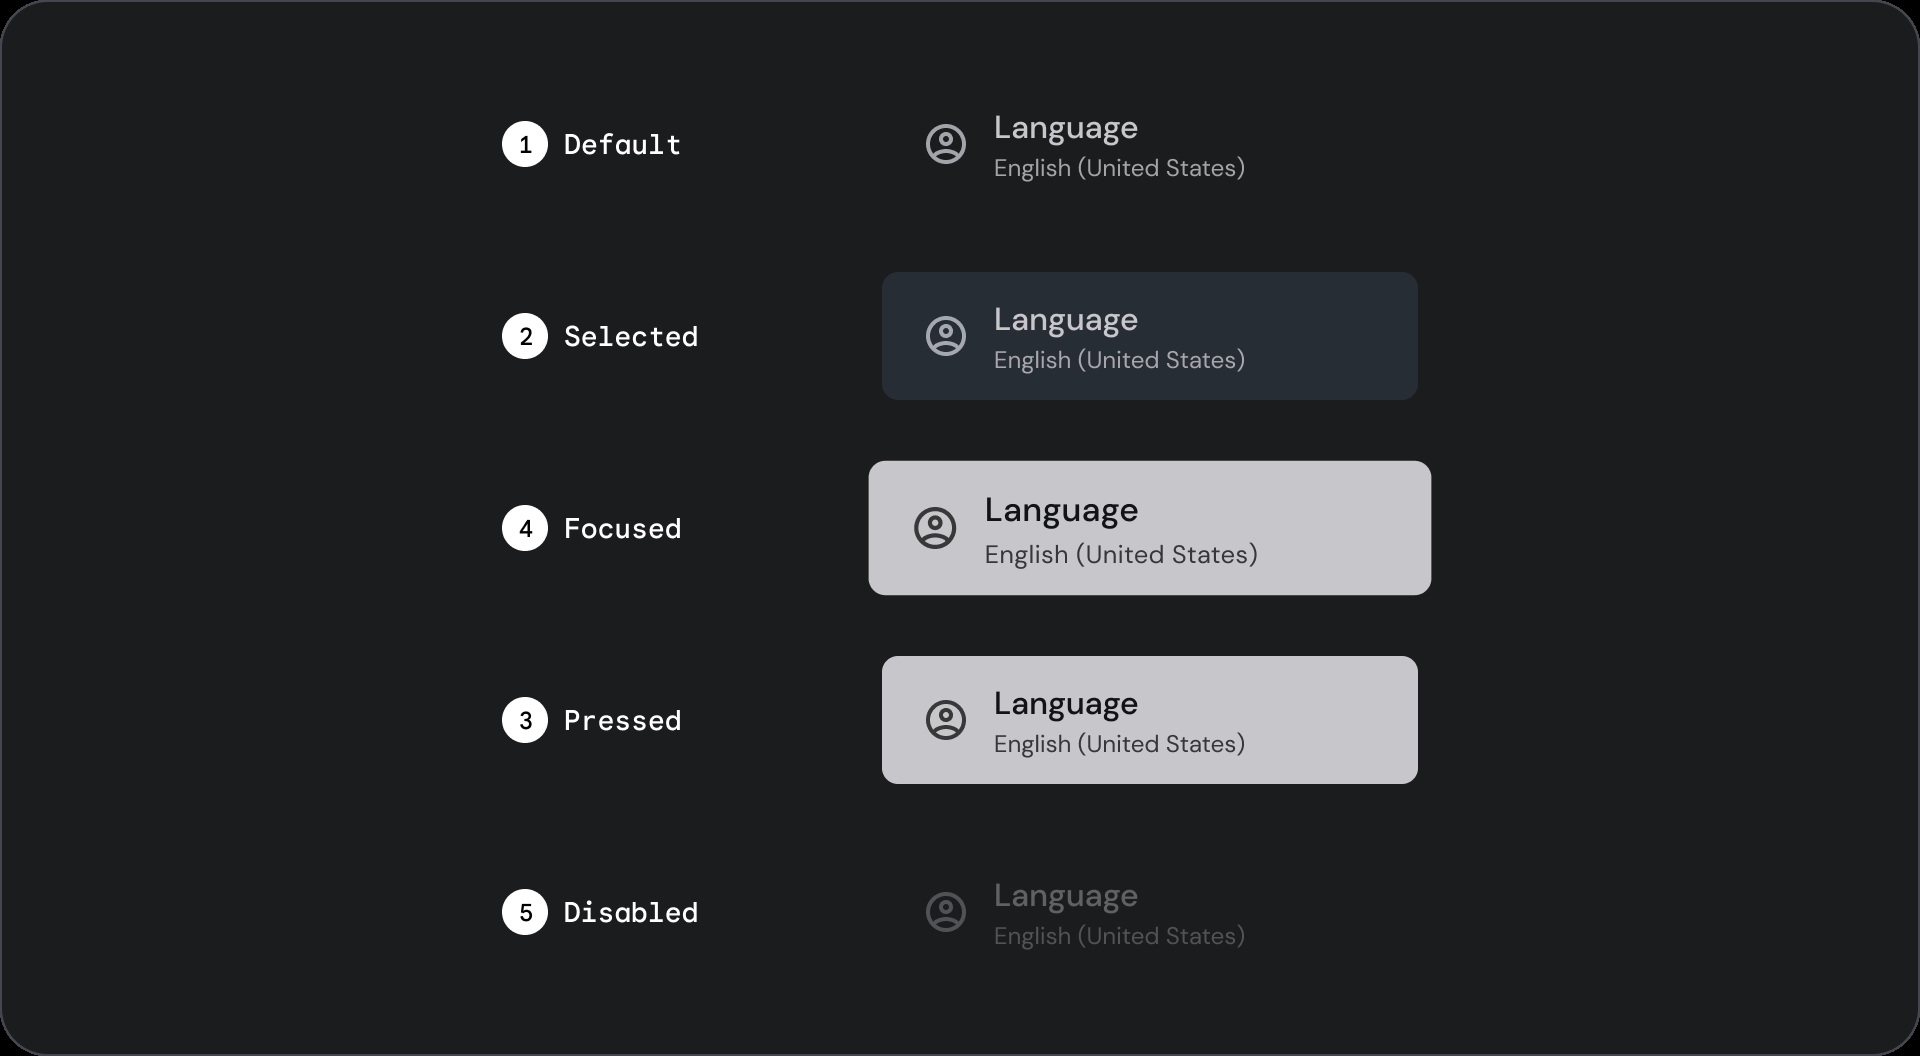 1 Default
Language
English (United States)
2 Selected
Language
English (United States)
4 Focused
Language
English (United States)
3 Pressed
Language
English (United States)
5 Disabled
Language
English (United States)